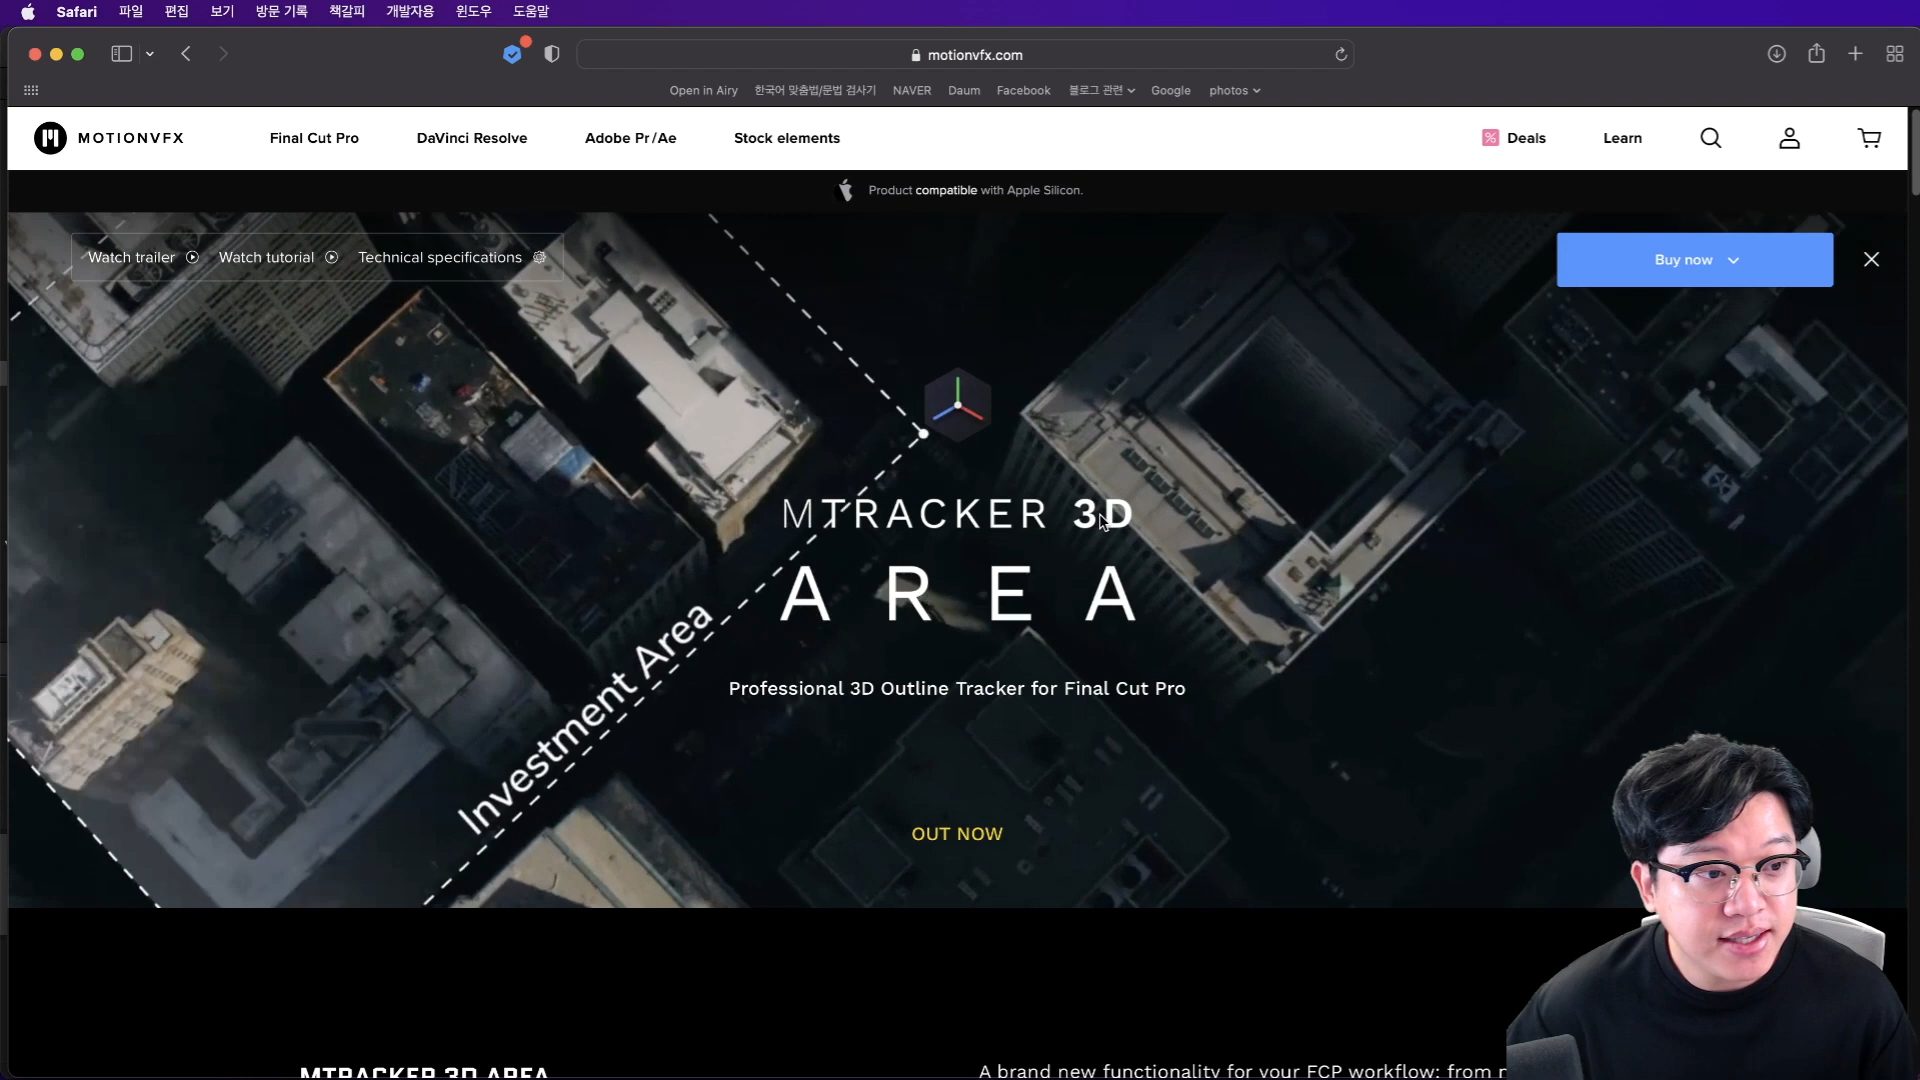 Safari 파일 편집 보기 방문 기록 책갈피 개발자용 윈도우 도움말
motionvfx.com
Open in Airy 한국어 맞춤법/문법 검사기 NAVER Daum Facebook 블로그 관련 Google photos
MOTIONVFX Final Cut Pro DaVinci Resolve Adobe Pr/Ae Stock elements % Deals Learn
Product compatible with Apple Silicon.
Watch trailer Watch tutorial Technical specifications Buy now
MTRACKER 3D
AREA
Investment Area
Professional 3D Outline Tracker for Final Cut Pro
OUT NOW
MTRACKER 3D AREA
A brand new functionality for your FCP workflow: from